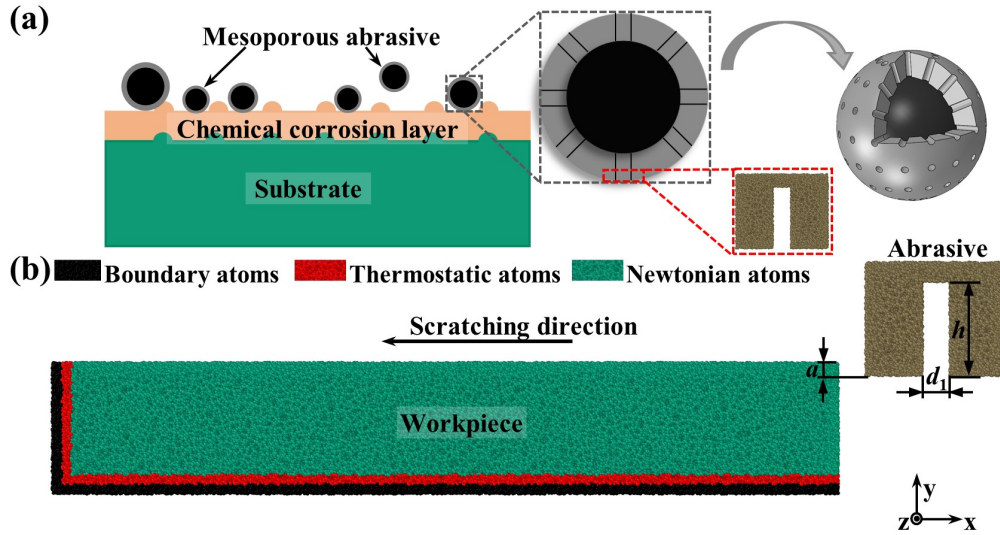 (a)
Mesoporous abrasive
Chemical corrosion layer
Substrate
(b)
Boundary atoms
Thermostatic atoms
Newtonian atoms
Abrasive
Scratching direction
h
a
d1
Workpiece
y
z
x